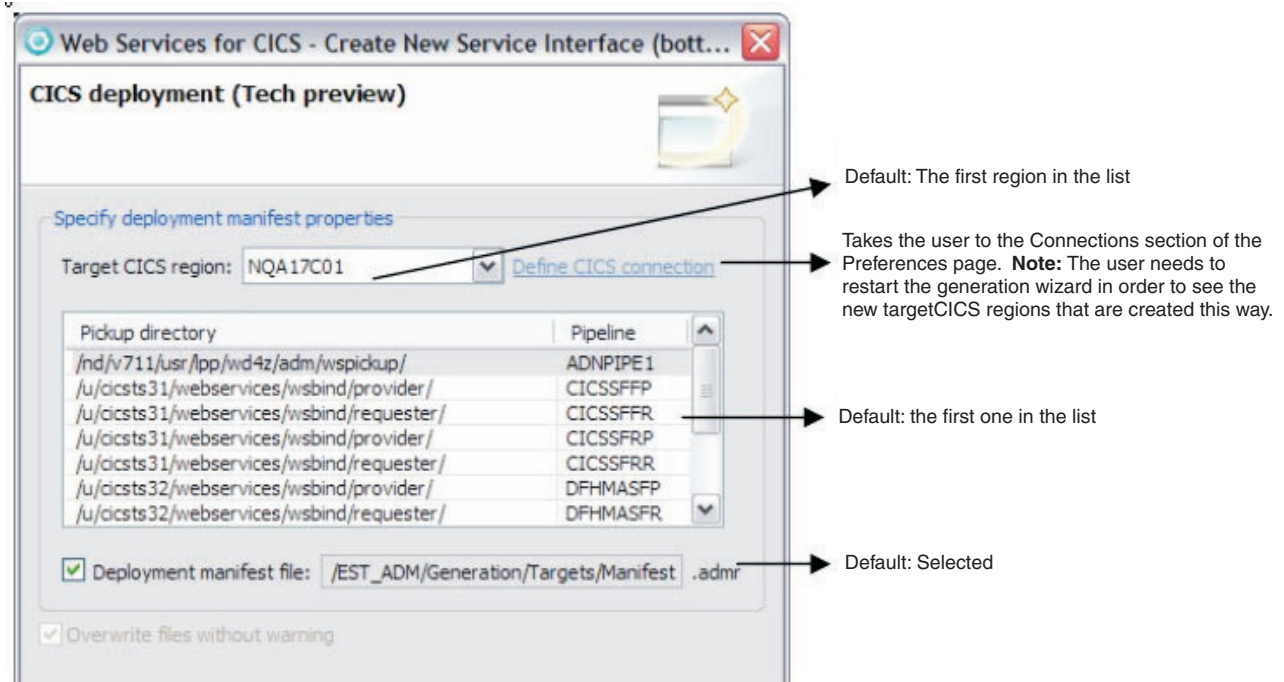 Web Services for CICS - Create New Service Interface (bott...
CICS deployment (Tech preview)
Default: The first region in the list
Specify deployment manifest properties
Target CICS region: NQA17C01 Define CICS connection
Takes the user to the Connections section of the
Preferences page. Note: The user needs to
restart the generation wizard in order to see the
new targetCICS regions that are created this way.
Pickup directory Pipeline
/nd/v711/usr/lpp/wd4z/adm/wspickup/ ADNPIPE1
/u/cicsts31/webservices/wsbind/provider/ CICSSFFP
/u/cicsts31/webservices/wsbind/requester/ CICSSFFR
/u/cicsts31/webservices/wsbind/provider/ CICSSFRP
/u/cicsts31/webservices/wsbind/requester/ CICSSFRR
/u/cicsts32/webservices/wsbind/provider/ DFHMASFP
/u/cicsts32/webservices/wsbind/requester/ DFHMASFR
Default: the first one in the list
Deployment manifest file: /EST_ADM/Generation/Targets/Manifest .admr
Default: Selected
Overwrite files without warning